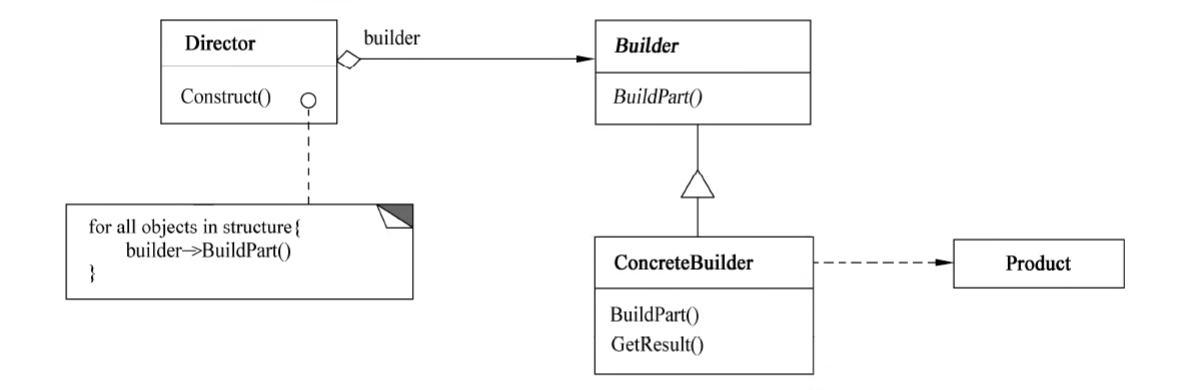 Director
Construct()
builder
Builder
BuildPart()
for all objects in structure{
builder->BuildPart()
}
ConcreteBuilder
BuildPart()
GetResult()
Product